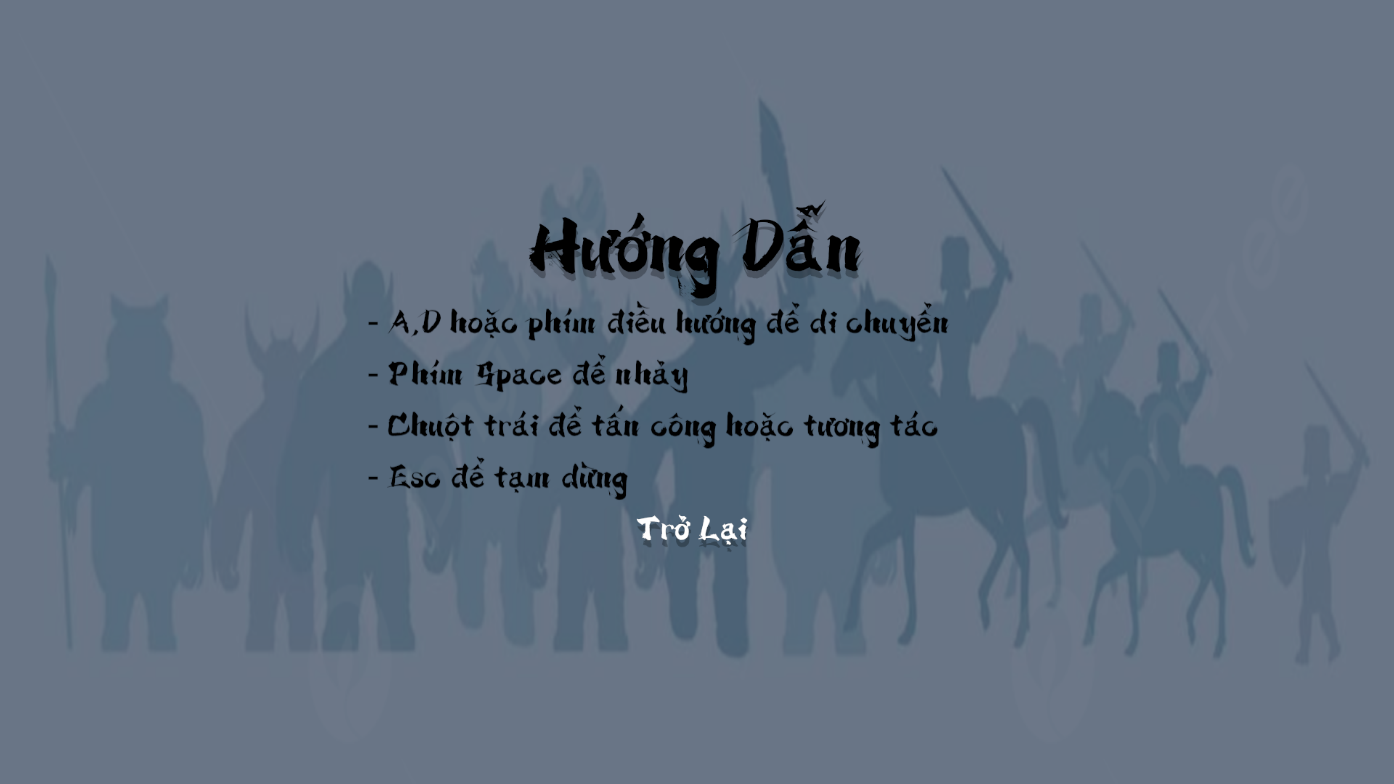 Hướng Dẫn
- A,D hoặc phím điều hướng để di chuyển
- Phím Space để nhảy
- Chuột trái để tấn công hoặc tương tác
- Esc để tạm dừng
Trở Lại